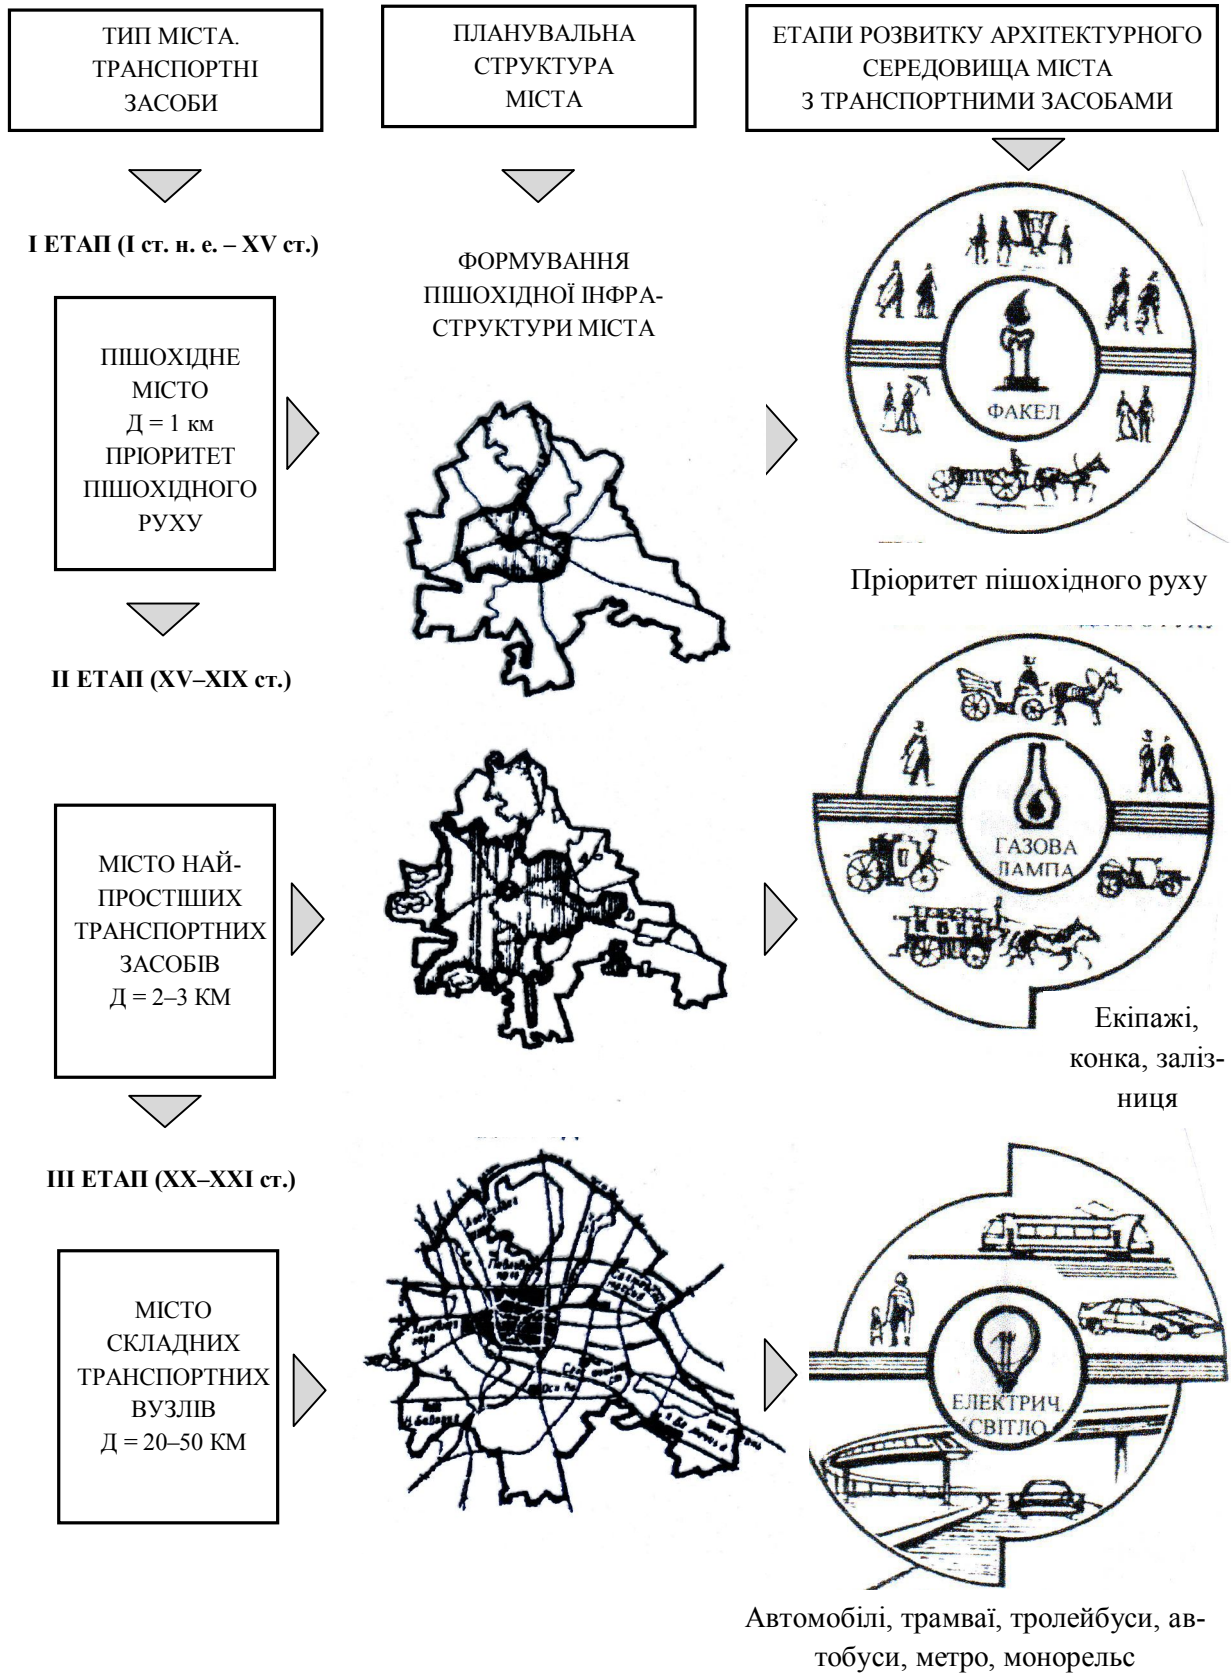 ТИП МІСТА.
ТРАНСПОРТНІ
ЗАСОБИ
ПЛАНУВАЛЬНА
СТРУКТУРА
МІСТА
ЕТАПИ РОЗВИТКУ АРХІТЕКТУРНОГО
СЕРЕДОВИЩА МІСТА
З ТРАНСПОРТНИМИ ЗАСОБАМИ
І ЕТАП (І ст. н. е. – XV ст.)
ПІШОХІДНЕ
МІСТО
Д = 1 км
ПРІОРИТЕТ
ПІШОХІДНОГО
РУХУ
ФОРМУВАННЯ
ПІШОХІДНОЇ ІНФРА-
СТРУКТУРИ МІСТА
ФАКЕЛ
Пріоритет пішохідного руху
ІІ ЕТАП (XV–XIX ст.)
МІСТО НАЙ-
ПРОСТІШИХ
ТРАНСПОРТНИХ
ЗАСОБІВ
Д = 2–3 КМ
ГАЗОВА
ЛАМПА
Екіпажі,
конка, заліз-
ниця
ІІІ ЕТАП (XX–XXI ст.)
МІСТО
СКЛАДНИХ
ТРАНСПОРТНИХ
ВУЗЛІВ
Д = 20–50 КМ
ЕЛЕКТРИЧ.
СВІТЛО
Автомобілі, трамваї, тролейбуси, ав-
тобуси, метро, монорельс